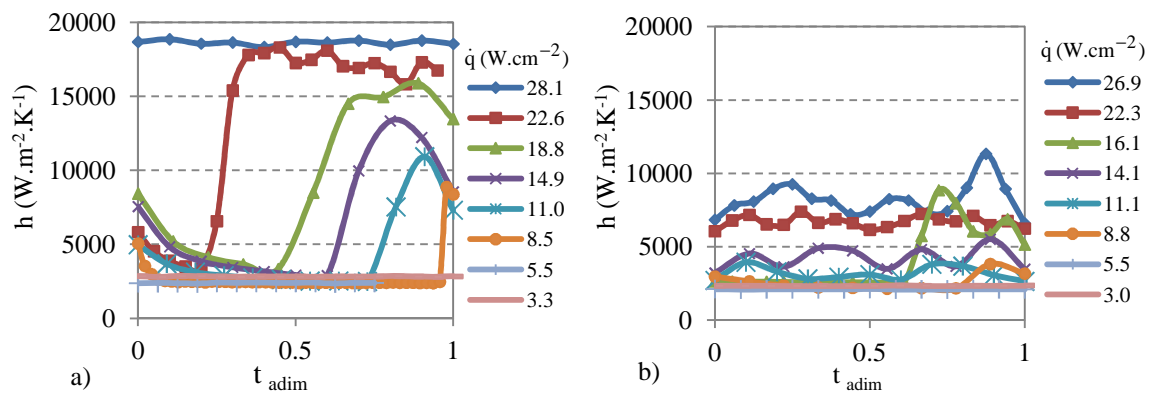 a)
h (W.m⁻².K⁻¹)
20000
15000
10000
5000
0
0 0.5 1
t adim
q̇ (W.cm⁻²)
28.1
22.6
18.8
14.9
11.0
8.5
5.5
3.3
b)
h (W.m⁻².K⁻¹)
20000
15000
10000
5000
0
0 0.5 1
t adim
q̇ (W.cm⁻²)
26.9
22.3
16.1
14.1
11.1
8.8
5.5
3.0